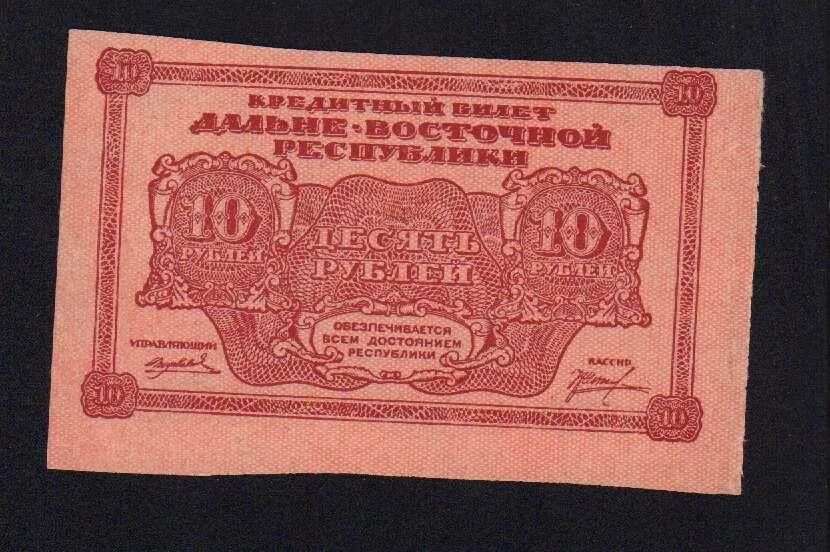 10
10
КРЕДИТНЫЙ БИЛЕТ
ДАЛЬНЕ-ВОСТОЧНОЙ
РЕСПУБЛИКИ
10
РУБЛЕЙ
ДЕСЯТЬ
РУБЛЕЙ
10
РУБЛЕЙ
ОБЕЗПЕЧИВАЕТСЯ
ВСЕМ ДОСТОЯНИЕМ
РЕСПУБЛИКИ
УПРАВЛЯЮЩИЙ
КАССИР
10
10